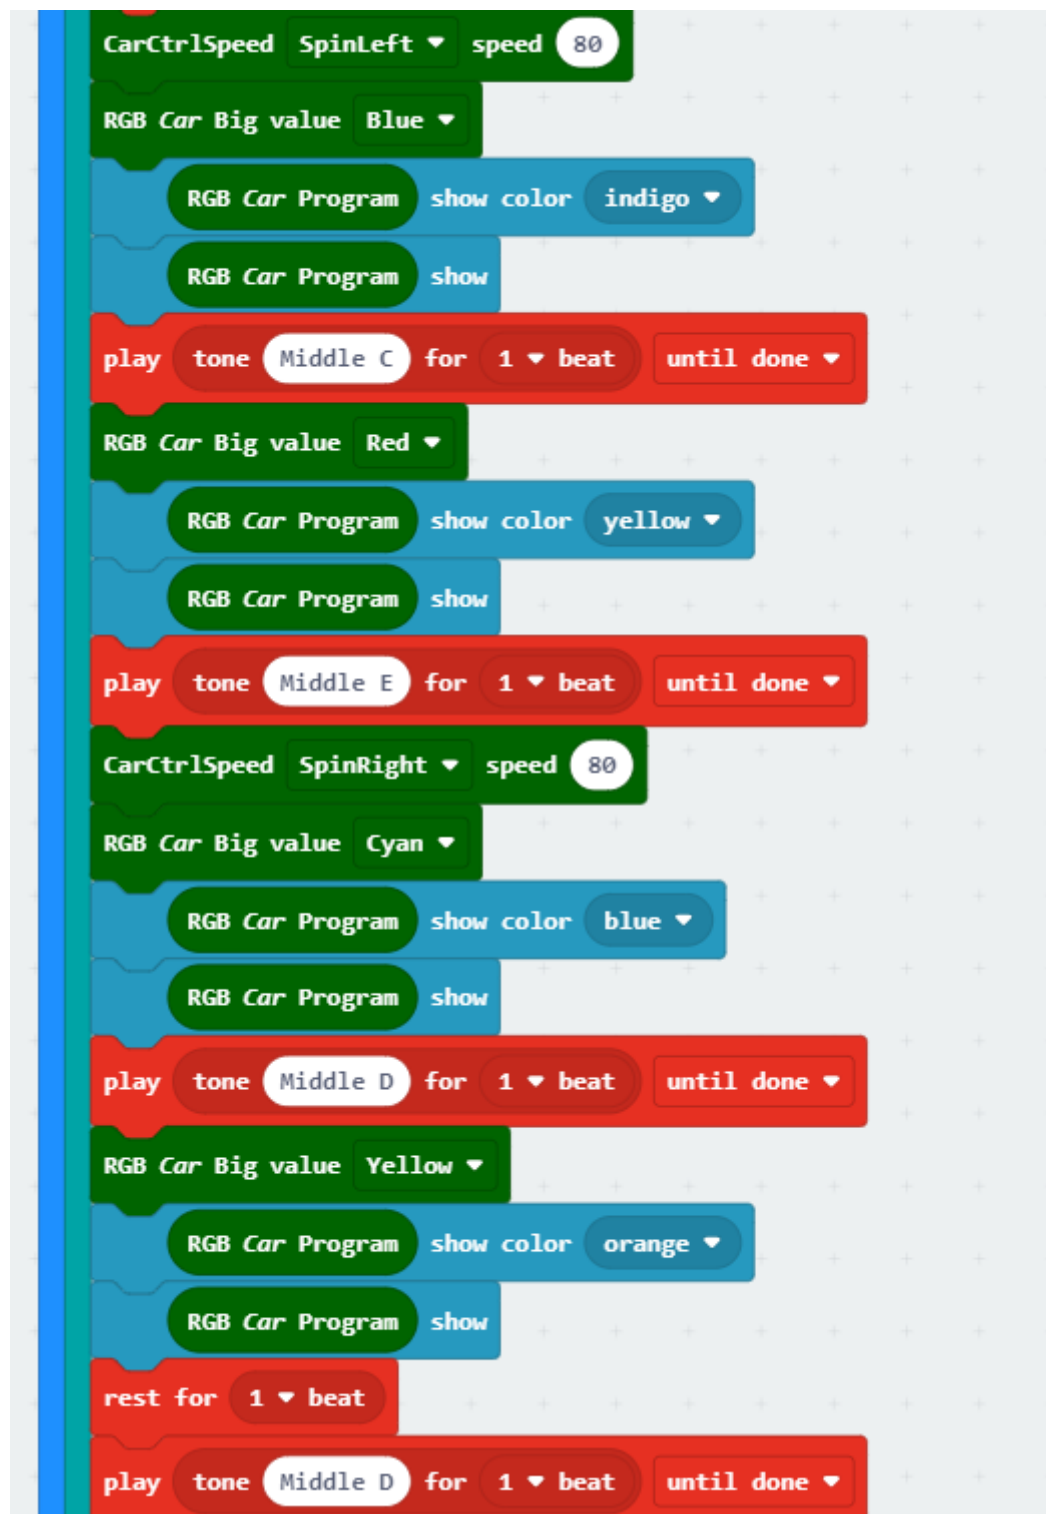 CarCtrlSpeed SpinLeft speed 80
RGB Car Big value Blue
RGB Car Program show color indigo
RGB Car Program show
play tone Middle C for 1 beat until done
RGB Car Big value Red
RGB Car Program show color yellow
RGB Car Program show
play tone Middle E for 1 beat until done
CarCtrlSpeed SpinRight speed 80
RGB Car Big value Cyan
RGB Car Program show color blue
RGB Car Program show
play tone Middle D for 1 beat until done
RGB Car Big value Yellow
RGB Car Program show color orange
RGB Car Program show
rest for 1 beat
play tone Middle D for 1 beat until done